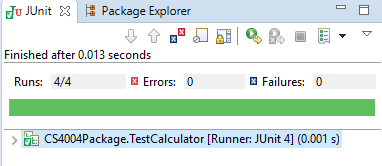 JUnit Package Explorer
Finished after 0.013 seconds
Runs: 4/4 Errors: 0 Failures: 0
CS4004Package.TestCalculator [Runner: JUnit 4] (0.001 s)